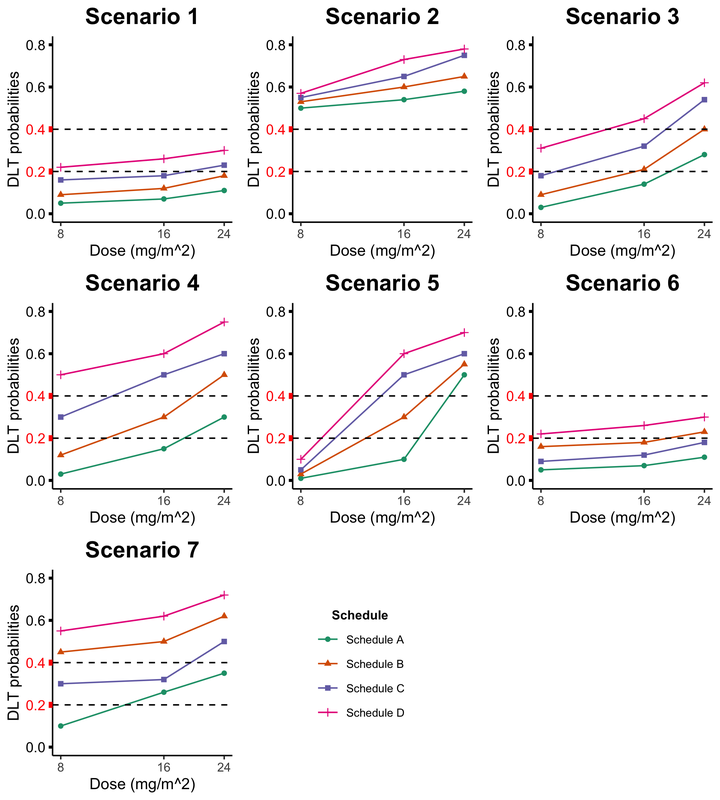 Scenario 1
Scenario 2
Scenario 3
DLT probabilities
0.8
0.6
0.4
0.2
0.0
8
16
24
Dose (mg/m^2)
DLT probabilities
0.8
0.6
0.4
0.2
0.0
8
16
24
Dose (mg/m^2)
DLT probabilities
0.8
0.6
0.4
0.2
0.0
8
16
24
Dose (mg/m^2)
Scenario 4
Scenario 5
Scenario 6
DLT probabilities
0.8
0.6
0.4
0.2
0.0
8
16
24
Dose (mg/m^2)
DLT probabilities
0.8
0.6
0.4
0.2
0.0
8
16
24
Dose (mg/m^2)
DLT probabilities
0.8
0.6
0.4
0.2
0.0
8
16
24
Dose (mg/m^2)
Scenario 7
DLT probabilities
0.8
0.6
0.4
0.2
0.0
8
16
24
Dose (mg/m^2)
Schedule
Schedule A
Schedule B
Schedule C
Schedule D